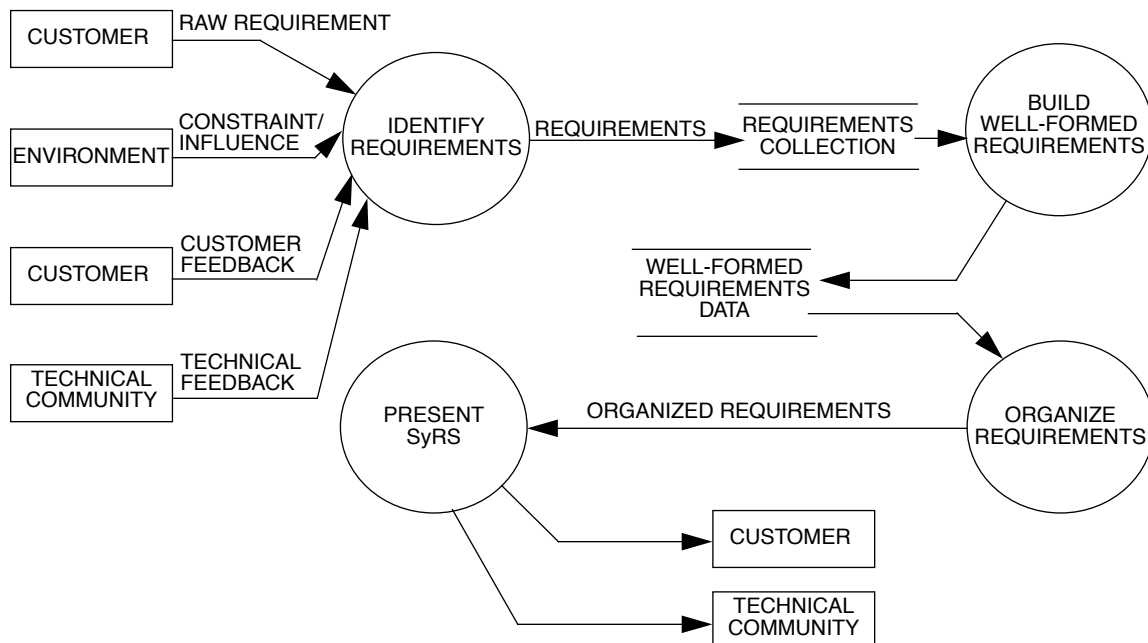 CUSTOMER
RAW REQUIREMENT
ENVIRONMENT
CONSTRAINT/
INFLUENCE
CUSTOMER
CUSTOMER
FEEDBACK
TECHNICAL
COMMUNITY
TECHNICAL
FEEDBACK
IDENTIFY
REQUIREMENTS
REQUIREMENTS
REQUIREMENTS
COLLECTION
BUILD
WELL-FORMED
REQUIREMENTS
WELL-FORMED
REQUIREMENTS
DATA
ORGANIZE
REQUIREMENTS
ORGANIZED REQUIREMENTS
PRESENT
SyRS
CUSTOMER
TECHNICAL
COMMUNITY